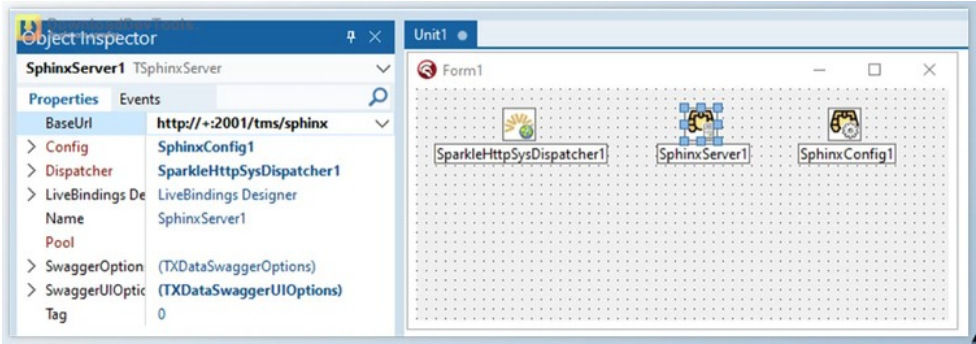 Object Inspector
SphinxServer1 TSphinxServer
Properties Events
BaseUrl http://+:2001/tms/sphinx
Config SphinxConfig1
Dispatcher SparkleHttpSysDispatcher1
LiveBindings De LiveBindings Designer
Name SphinxServer1
Pool
SwaggerOption (TXDataSwaggerOptions)
SwaggerUIOptic (TXDataSwaggerUIOptions)
Tag 0
Unit1
Form1
SparkleHttpSysDispatcher1 SphinxServer1 SphinxConfig1